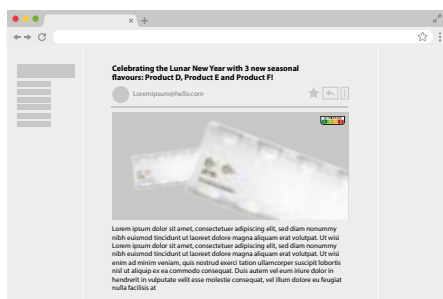 Celebrating the Lunar New Year with 3 new seasonal
flavours: Product D, Product E and Product F!
Loremipsum@hello.com
Lorem ipsum dolor sit amet, consectetuer adipiscing elit, sed diam nonummy
nibh euismod tincidunt ut laoreet dolore magna aliquam erat volutpat. Ut wisi
Lorem ipsum dolor sit amet, consectetuer adipiscing elit, sed diam nonummy
nibh euismod tincidunt ut laoreet dolore magna aliquam erat volutpat. Ut wisi
enim ad minim veniam, quis nostrud exerci tation ullamcorper suscipit lobortis
nisl ut aliquip ex ea commodo consequat. Duis autem vel eum iriure dolor in
hendrerit in vulputate velit esse molestie consequat, vel illum dolore eu feugiat
nulla facilisis at